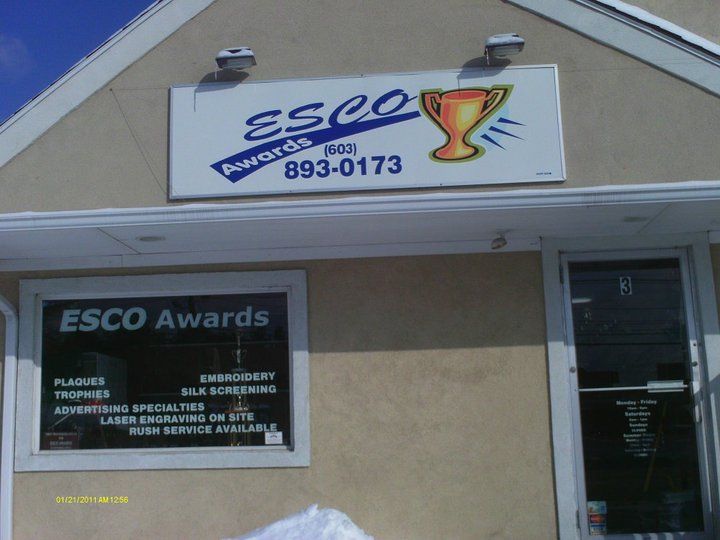 ESCO
Awards
(603)
893-0173
3
ESCO Awards
PLAQUES
TROPHIES
EMBROIDERY
SILK SCREENING
ADVERTISING SPECIALTIES
LASER ENGRAVING ON SITE
RUSH SERVICE AVAILABLE
Monday - Friday
Saturdays
Sundays
01/21/2011 AM 12:56